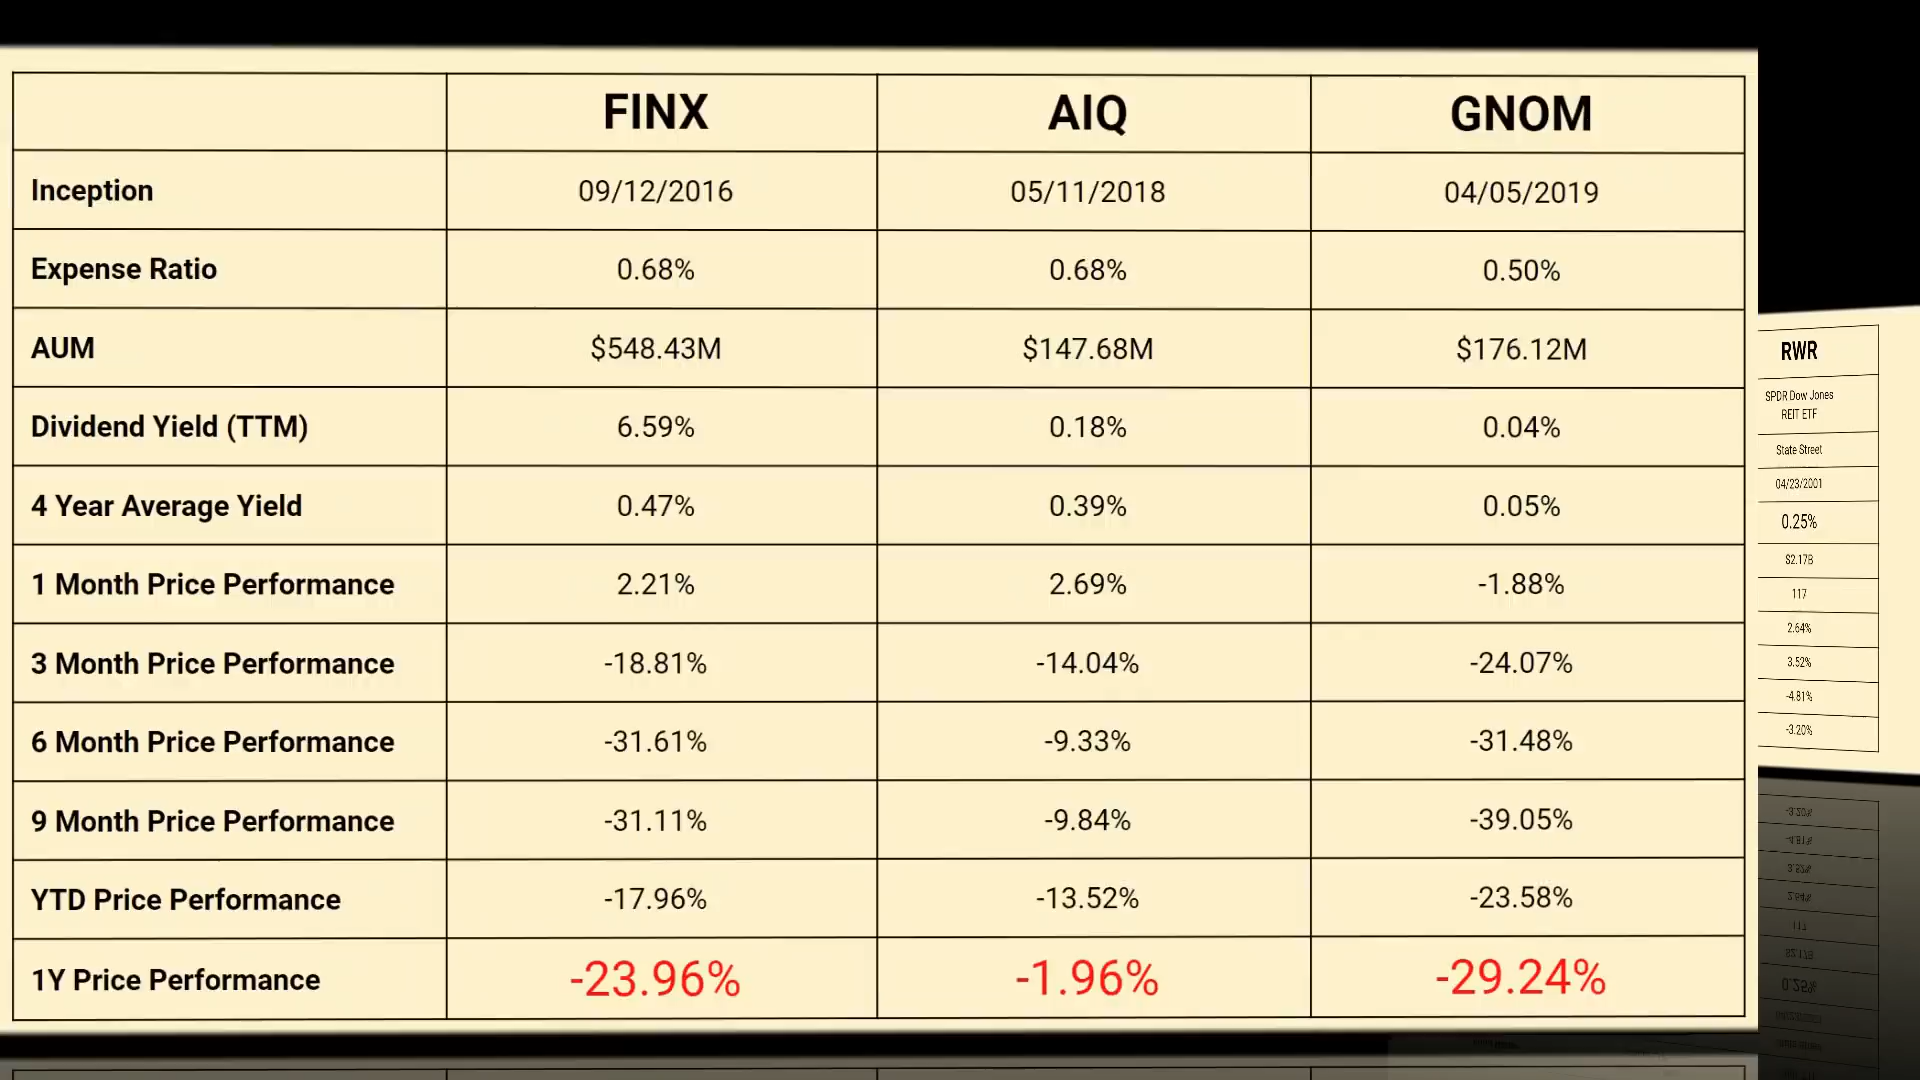 FINX AIQ GNOM
Inception 09/12/2016 05/11/2018 04/05/2019
Expense Ratio 0.68% 0.68% 0.50%
AUM $548.43M $147.68M $176.12M
Dividend Yield (TTM) 6.59% 0.18% 0.04%
4 Year Average Yield 0.47% 0.39% 0.05%
1 Month Price Performance 2.21% 2.69% -1.88%
3 Month Price Performance -18.81% -14.04% -24.07%
6 Month Price Performance -31.61% -9.33% -31.48%
9 Month Price Performance -31.11% -9.84% -39.05%
YTD Price Performance -17.96% -13.52% -23.58%
1Y Price Performance -23.96% -1.96% -29.24%
RWR
SPDR Dow Jones
REIT ETF
State Street
04/23/2001
0.25%
$2.17B
117
2.64%
3.52%
-4.81%
-3.20%